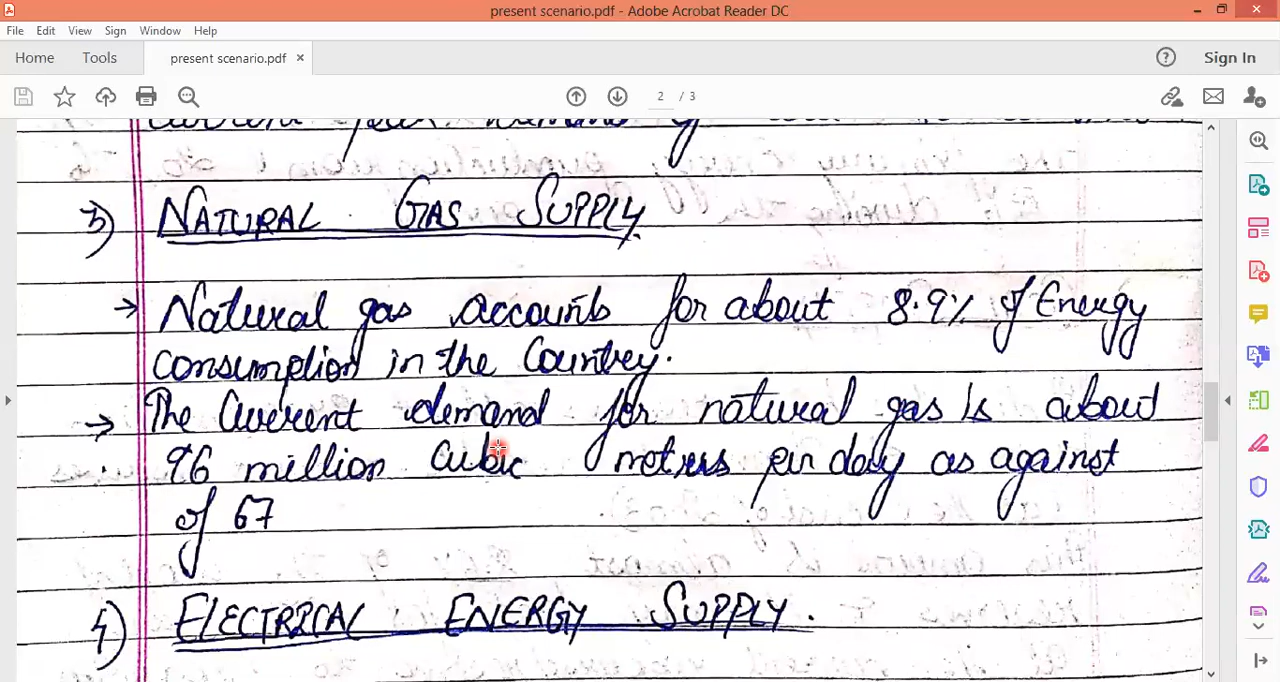 present scenario.pdf - Adobe Acrobat Reader DC
File Edit View Sign Window Help
Home Tools present scenario.pdf × Sign In
2 / 3
3) NATURAL GAS SUPPLY.
→ Natural gas accounts for about 8.9% of Energy
consumption in the Country.
→ The Current demand for natural gas is about
96 million Cubic meters per day as against
of 67
4) ELECTRICAL ENERGY SUPPLY.